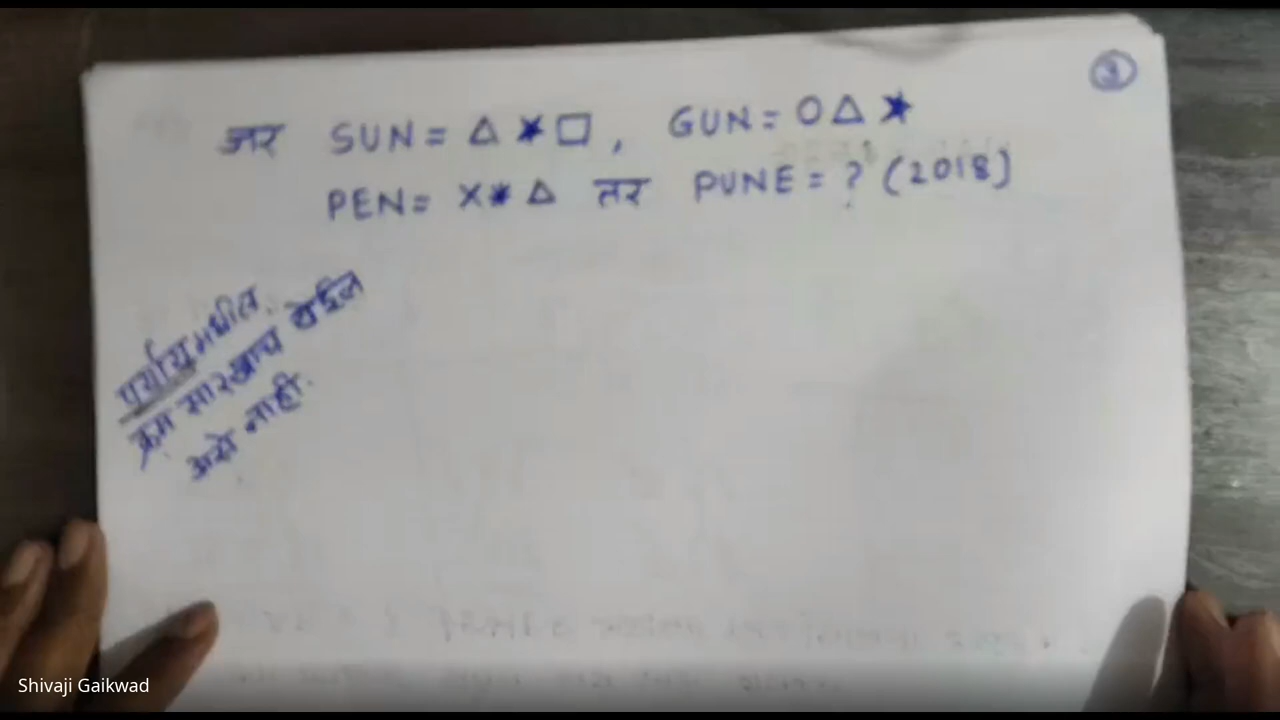 ③
जर SUN = △ ★ □ , GUN = O △ ★
PEN = X * △ तर PUNE = ? (2018)
पर्याय मधील.
क्रम सारखाच येईल
असे नाही.
Shivaji Gaikwad